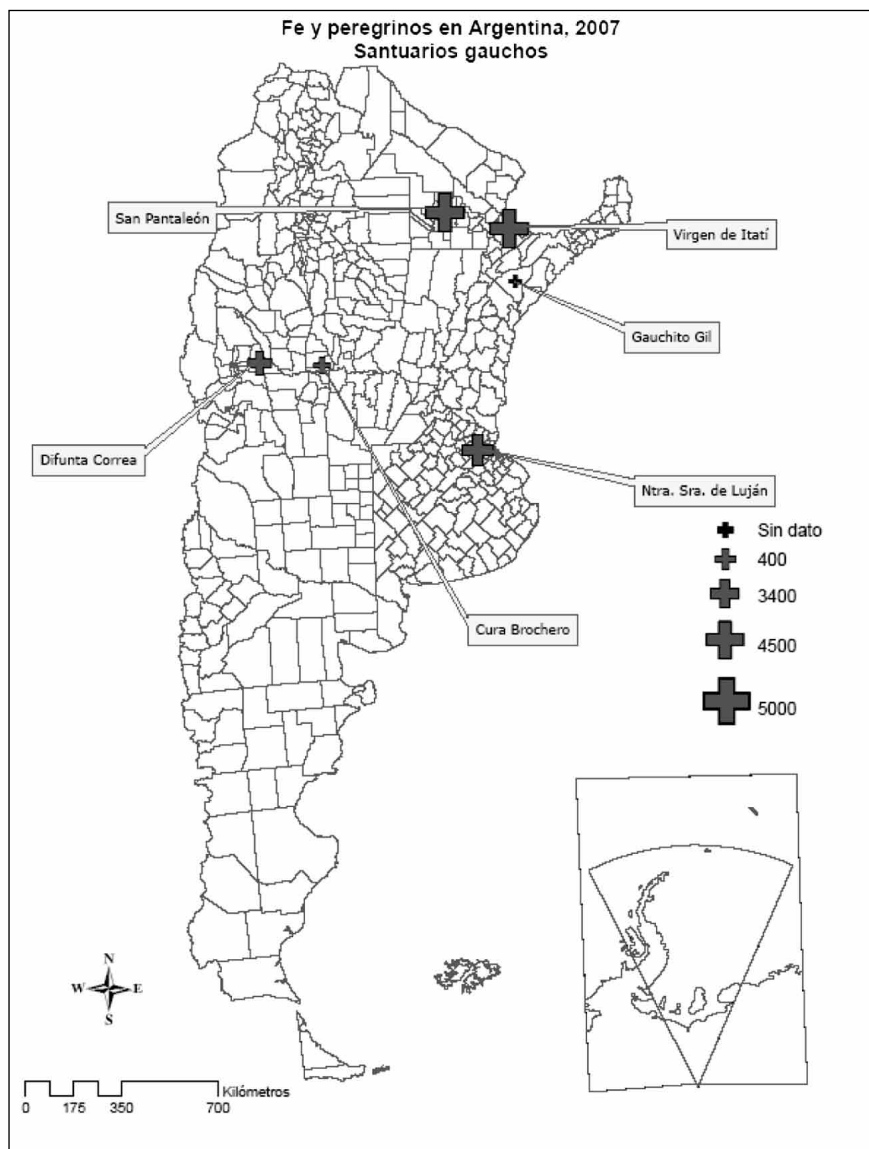 Fe y peregrinos en Argentina, 2007
Santuarios gauchos
San Pantaleón
Virgen de Itatí
Gauchito Gil
Difunta Correa
Ntra. Sra. de Luján
Sin dato
400
3400
Cura Brochero
4500
5000
N
W E
S
Kilómetros
0 175 350 700